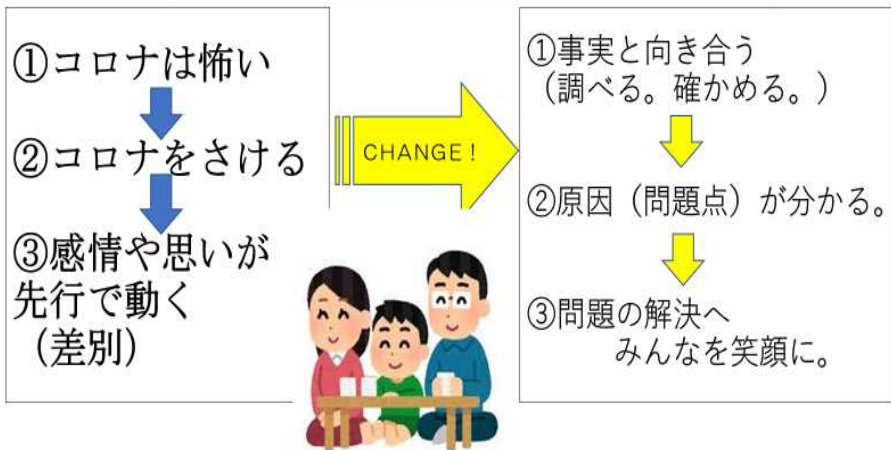 ①コロナは怖い
②コロナをさける
③感情や思いが
先行で動く
（差別）
CHANGE！
①事実と向き合う
（調べる。確かめる。）
②原因（問題点）が分かる。
③問題の解決へ
みんなを笑顔に。